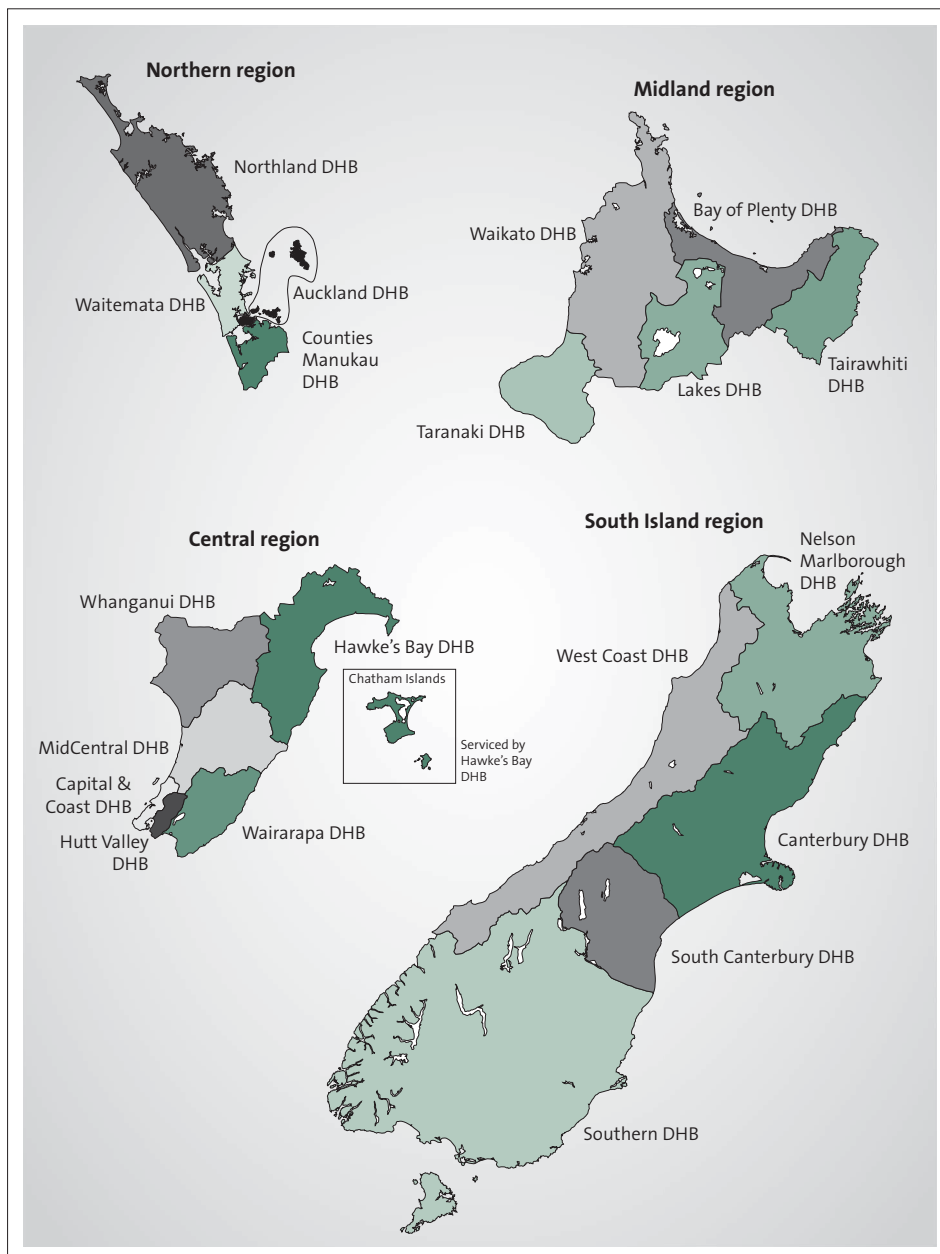 Northern region
Northland DHB
Waitemata DHB
Auckland DHB
Counties
Manukau
DHB
Midland region
Waikato DHB
Bay of Plenty DHB
Tairawhiti
DHB
Lakes DHB
Taranaki DHB
Central region
Whanganui DHB
Hawke's Bay DHB
Chatham Islands
Serviced by
Hawke's Bay
DHB
MidCentral DHB
Capital &
Coast DHB
Hutt Valley
DHB
Wairarapa DHB
South Island region
Nelson
Marlborough
DHB
West Coast DHB
Canterbury DHB
South Canterbury DHB
Southern DHB